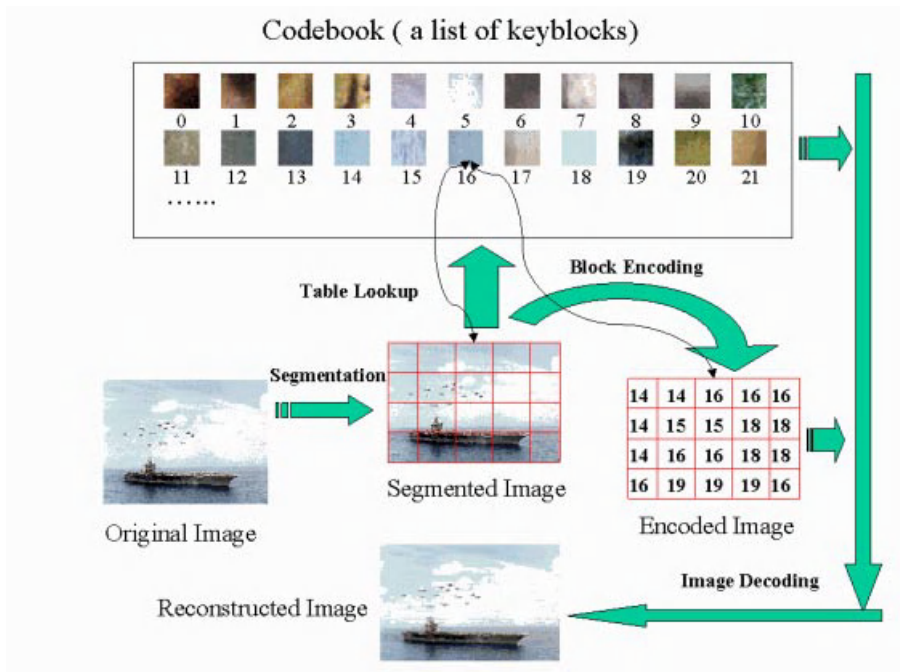 Codebook ( a list of keyblocks)
0 1 2 3 4 5 6 7 8 9 10
11 12 13 14 15 16 17 18 19 20 21
......
Block Encoding
Table Lookup
Segmentation
14 14 16 16 16
14 15 15 18 18
14 16 16 18 18
16 19 19 19 16
Segmented Image
Original Image
Encoded Image
Image Decoding
Reconstructed Image